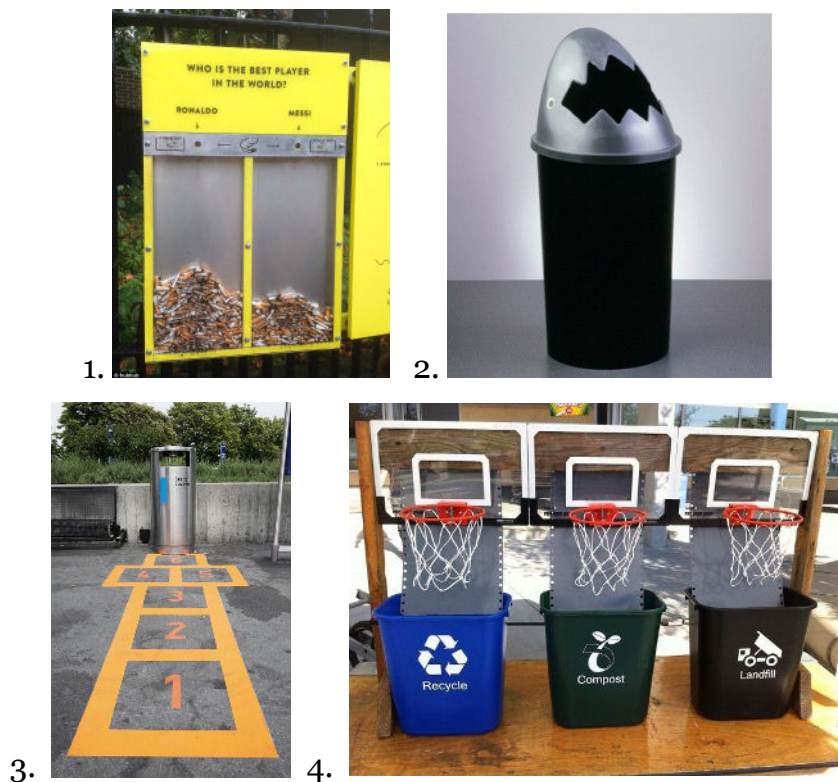 WHO IS THE BEST PLAYER
IN THE WORLD?
RONALDO
MESSI
1.
2.
6
4 5
3
2
1
3.
Recycle
Compost
Landfill
4.